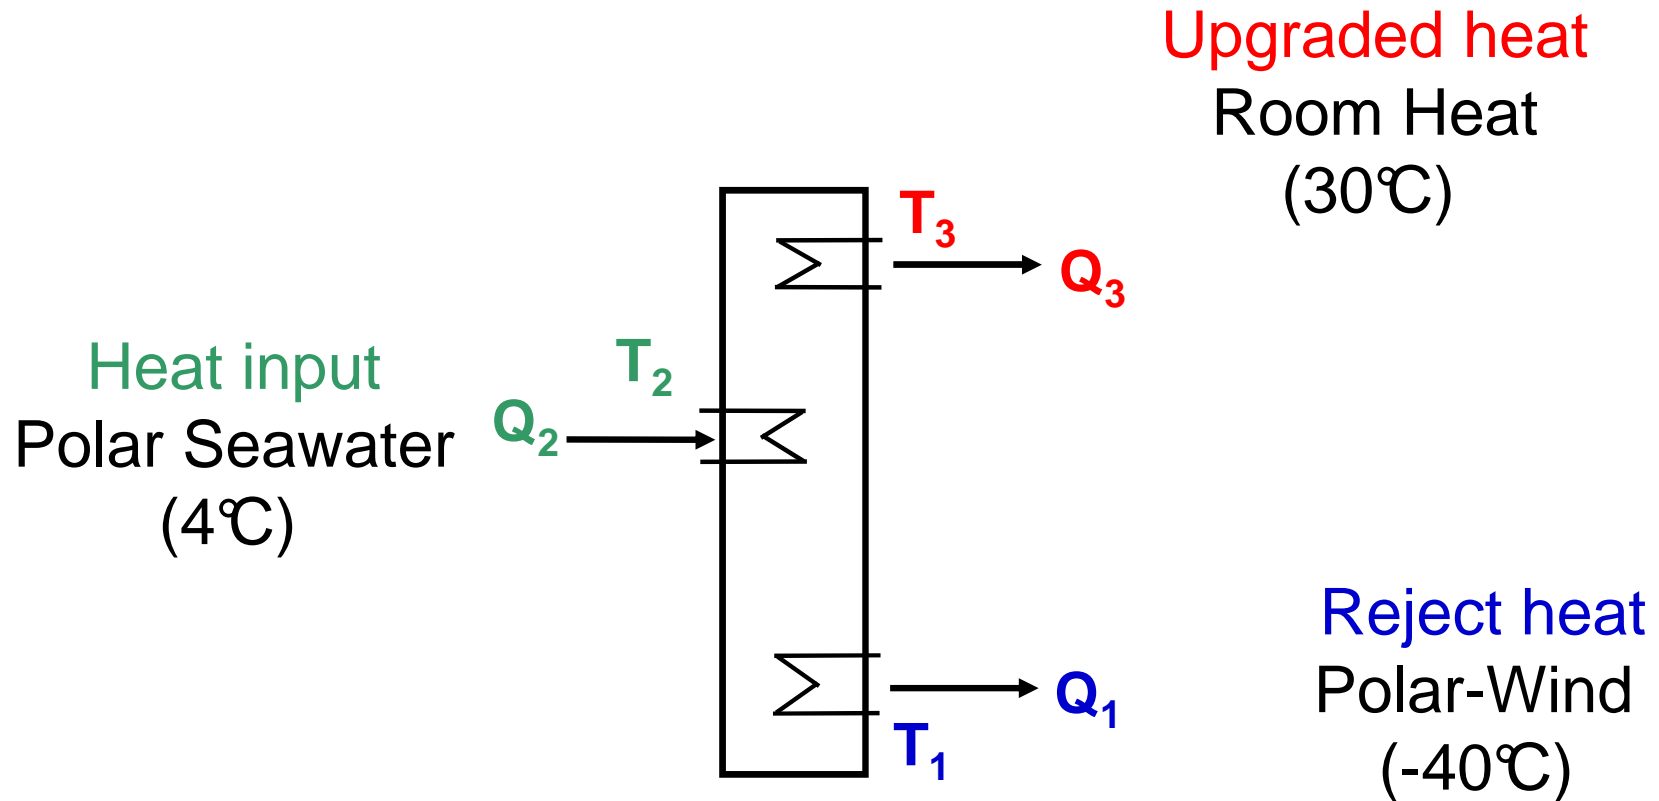 Upgraded heat
Room Heat
(30°C)
T3
Q3
Heat input
Polar Seawater
(4°C)
T2
Q2
Reject heat
Polar-Wind
(-40°C)
Q1
T1